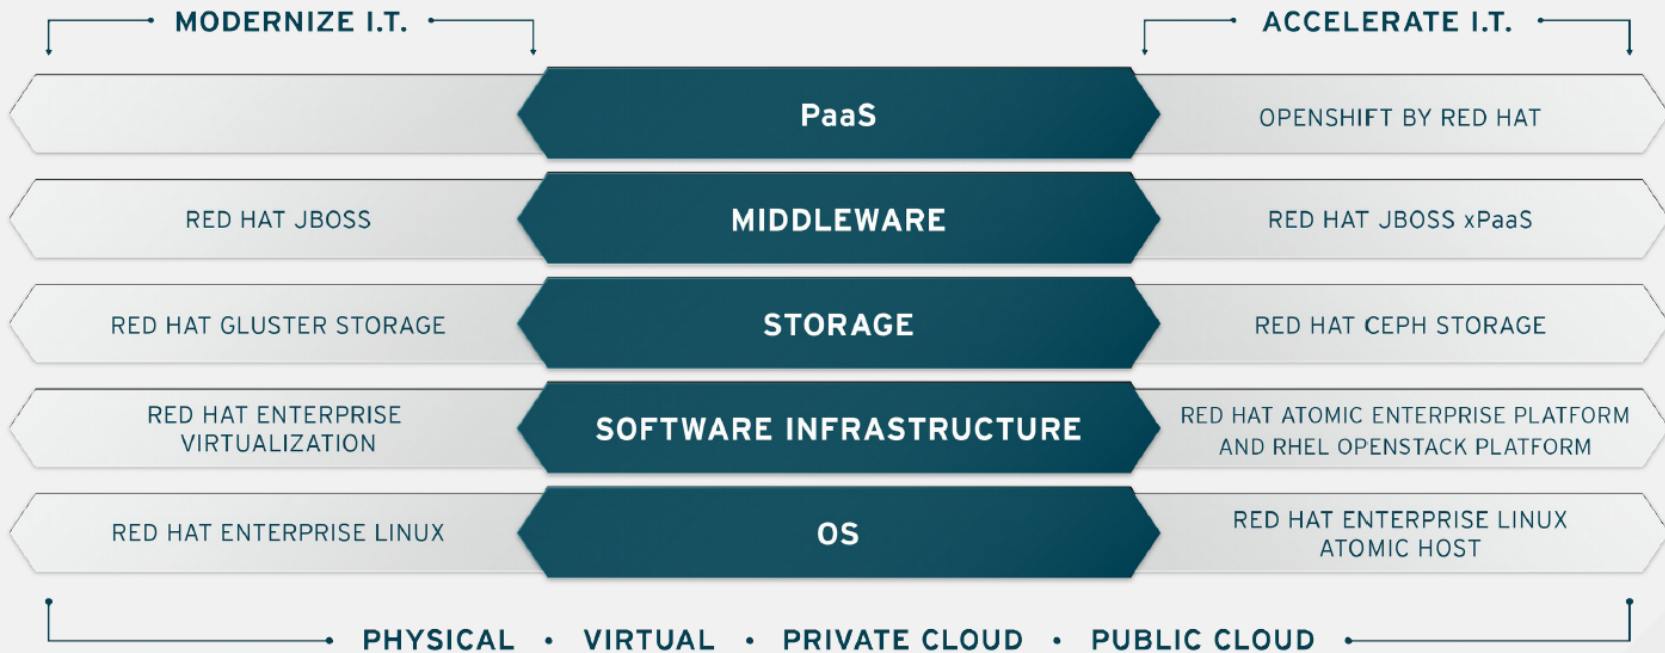 MODERNIZE I.T.
ACCELERATE I.T.
PaaS
OPENSHIFT BY RED HAT
RED HAT JBOSS
MIDDLEWARE
RED HAT JBOSS xPaaS
RED HAT GLUSTER STORAGE
STORAGE
RED HAT CEPH STORAGE
RED HAT ENTERPRISE
VIRTUALIZATION
SOFTWARE INFRASTRUCTURE
RED HAT ATOMIC ENTERPRISE PLATFORM
AND RHEL OPENSTACK PLATFORM
RED HAT ENTERPRISE LINUX
OS
RED HAT ENTERPRISE LINUX
ATOMIC HOST
PHYSICAL • VIRTUAL • PRIVATE CLOUD • PUBLIC CLOUD